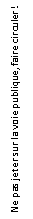 Ne pas jeter sur la voie publique, faire circuler !